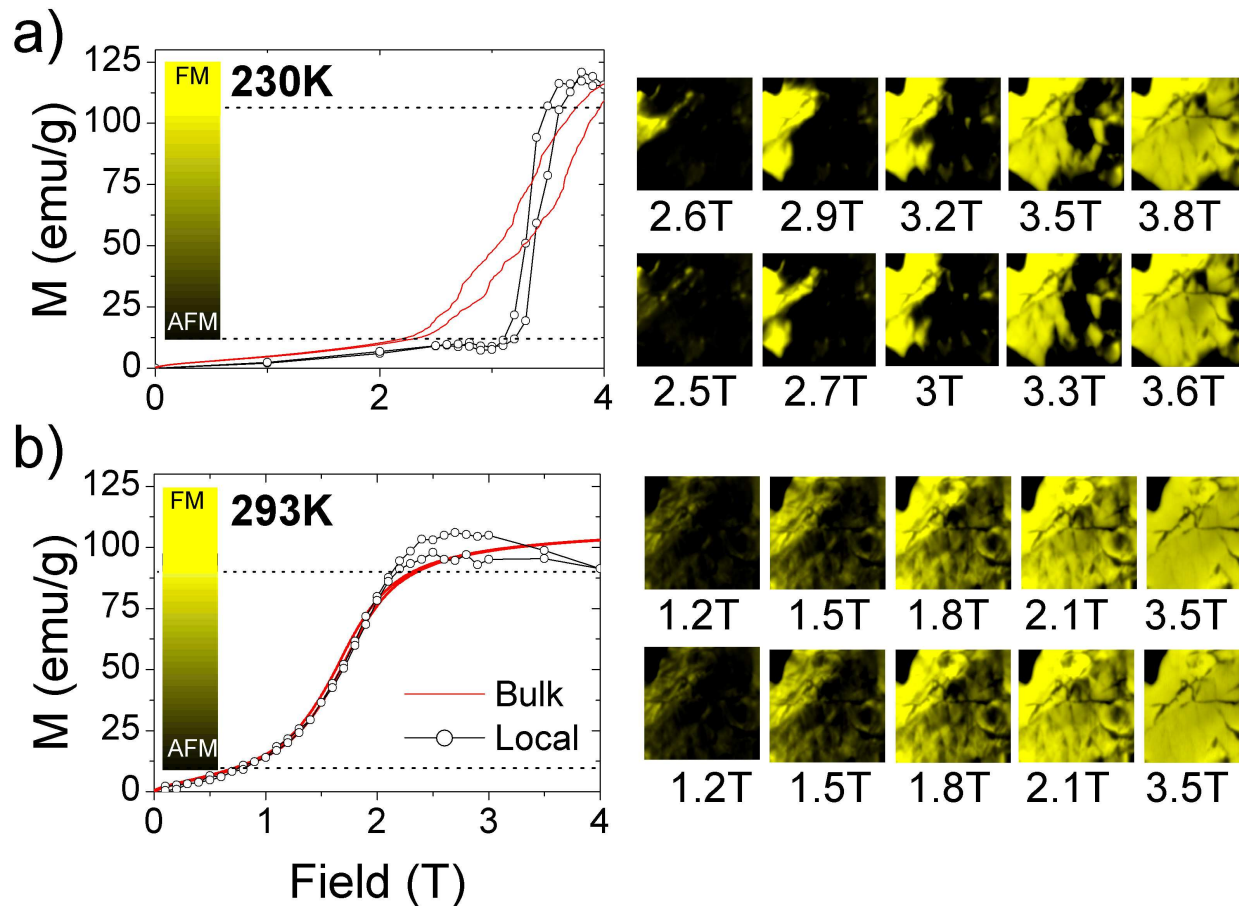 a)
M (emu/g)
125
100
75
50
25
0
FM
AFM
230K
0 2 4
2.6T 2.9T 3.2T 3.5T 3.8T
2.5T 2.7T 3T 3.3T 3.6T
b)
M (emu/g)
125
100
75
50
25
0
FM
AFM
293K
Bulk
Local
0 1 2 3 4
Field (T)
1.2T 1.5T 1.8T 2.1T 3.5T
1.2T 1.5T 1.8T 2.1T 3.5T